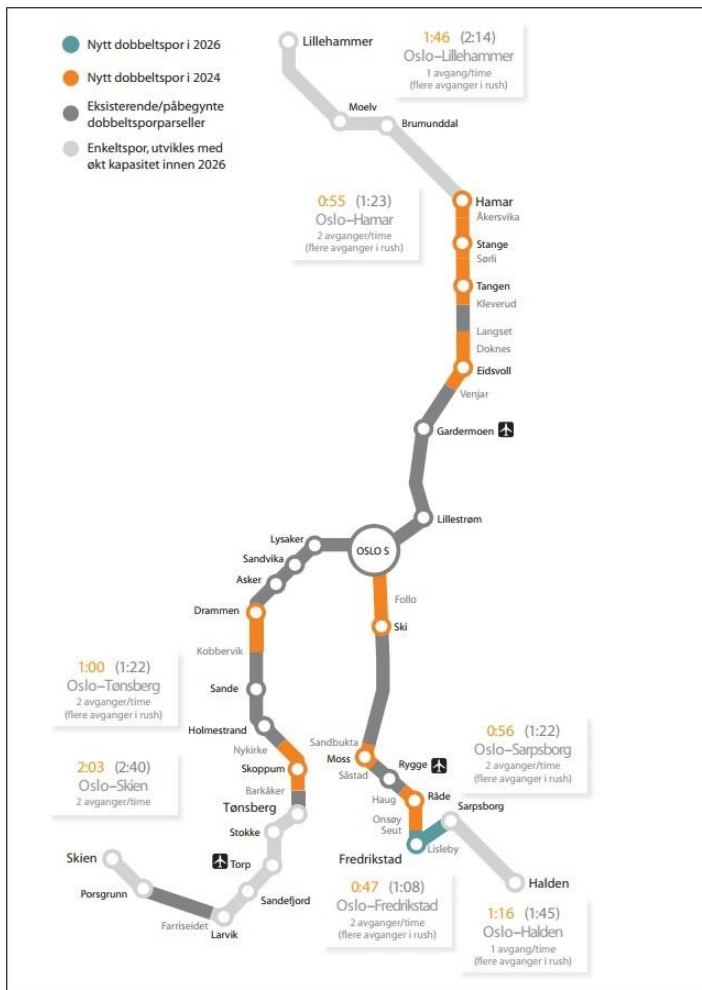 Nytt dobbeltspor i 2026
Nytt dobbeltspor i 2024
Eksisterende/påbegynte
dobbeltsporparseller
Enkeltspor, utvikles med
økt kapasitet innen 2026
Lillehammer
1:46 (2:14)
Oslo–Lillehammer
1 avgang/time
(flere avganger i rush)
Moelv
Brumunddal
0:55 (1:23)
Oslo–Hamar
2 avganger/time
(flere avganger i rush)
Hamar
Åkersvika
Stange
Sørli
Tangen
Kleverud
Langset
Doknes
Eidsvoll
Venjar
Gardermoen
Lillestrøm
OSLO S
Lysaker
Sandvika
Asker
Drammen
Kobbervik
Follo
Ski
1:00 (1:22)
Oslo–Tønsberg
2 avganger/time
(flere avganger i rush)
Sande
Holmestrand
Nykirke
Skoppum
Barkåker
Tønsberg
2:03 (2:40)
Oslo–Skien
2 avganger/time
Stokke
Torp
Sandefjord
Larvik
Farriseidet
Porsgrunn
Skien
Sandbukta
Moss
Såstad
Rygge
Haug
Råde
Onsøy
Seut
Fredrikstad
Lisleby
Sarpsborg
Halden
0:56 (1:22)
Oslo–Sarpsborg
2 avganger/time
(flere avganger i rush)
0:47 (1:08)
Oslo–Fredrikstad
2 avganger/time
(flere avganger i rush)
1:16 (1:45)
Oslo–Halden
1 avgang/time
(flere avganger i rush)